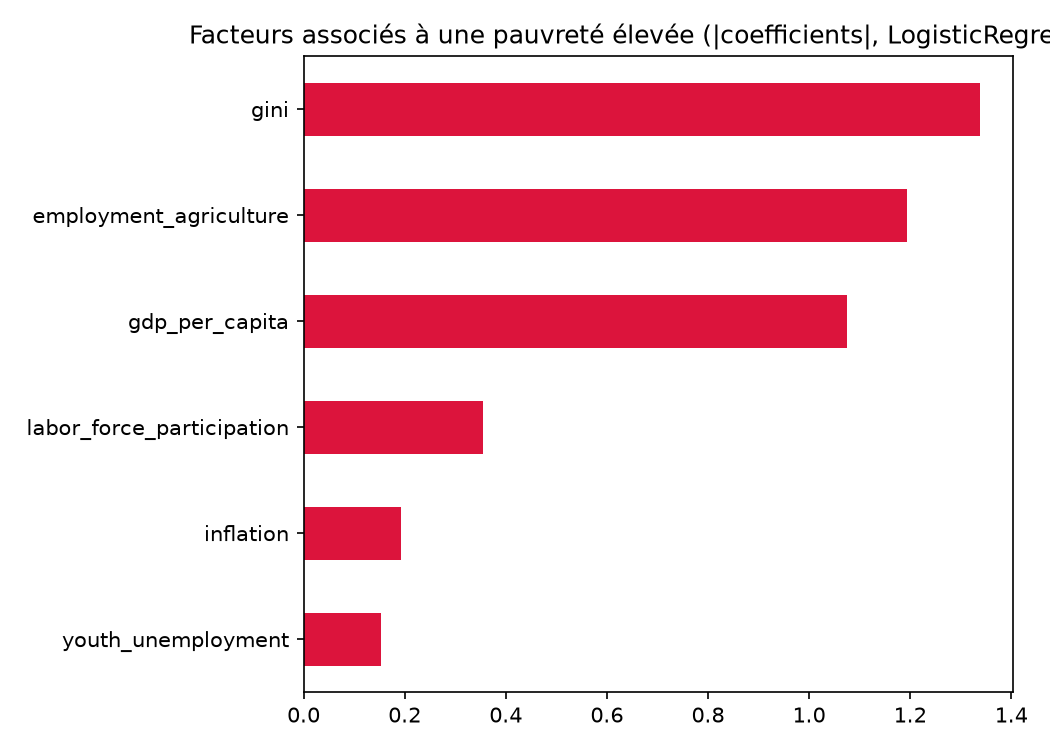 Facteurs associés à une pauvreté élevée (|coefficients|, LogisticRegre
gini
employment_agriculture
gdp_per_capita
labor_force_participation
inflation
youth_unemployment
0.0 0.2 0.4 0.6 0.8 1.0 1.2 1.4